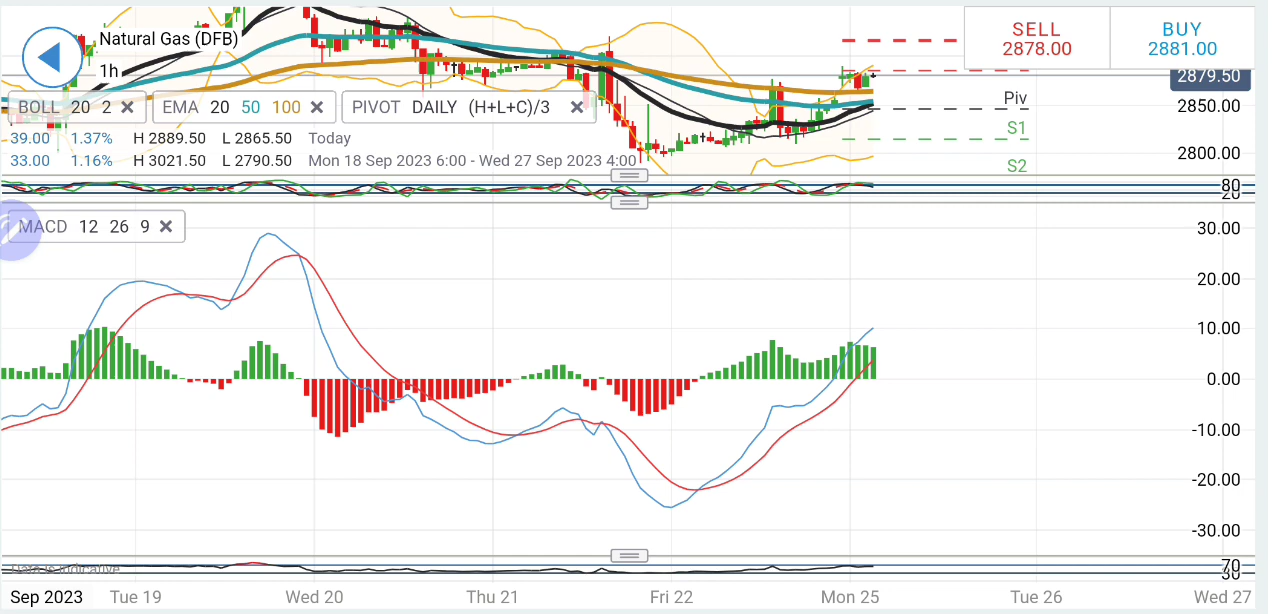 Natural Gas (DFB)
1h
SELL
2878.00
BUY
2881.00
2879.50
BOLL 20 2 ×
EMA 20 50 100 ×
PIVOT DAILY (H+L+C)/3 ×
39.00 1.37% H 2889.50 L 2865.50 Today
33.00 1.16% H 3021.50 L 2790.50 Mon 18 Sep 2023 6:00 - Wed 27 Sep 2023 4:00
Piv
S1
S2
2850.00
2800.00
80
20
MACD 12 26 9 ×
30.00
20.00
10.00
0.00
-10.00
-20.00
-30.00
Data is indicative
70
30
Sep 2023 Tue 19 Wed 20 Thu 21 Fri 22 Mon 25 Tue 26 Wed 27